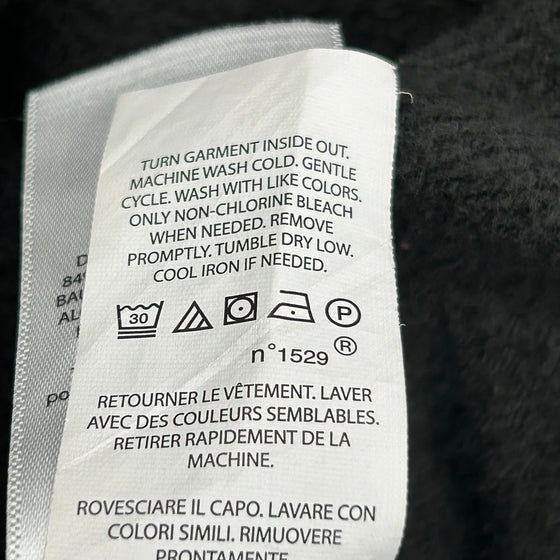 TURN GARMENT INSIDE OUT.
MACHINE WASH COLD. GENTLE
CYCLE. WASH WITH LIKE COLORS.
ONLY NON-CHLORINE BLEACH
WHEN NEEDED. REMOVE
PROMPTLY. TUMBLE DRY LOW.
COOL IRON IF NEEDED.
30 P
n°1529 ®
RETOURNER LE VÊTEMENT. LAVER
AVEC DES COULEURS SEMBLABLES.
RETIRER RAPIDEMENT DE LA
MACHINE.
ROVESCIARE IL CAPO. LAVARE CON
COLORI SIMILI. RIMUOVERE
PRONTAMENTE